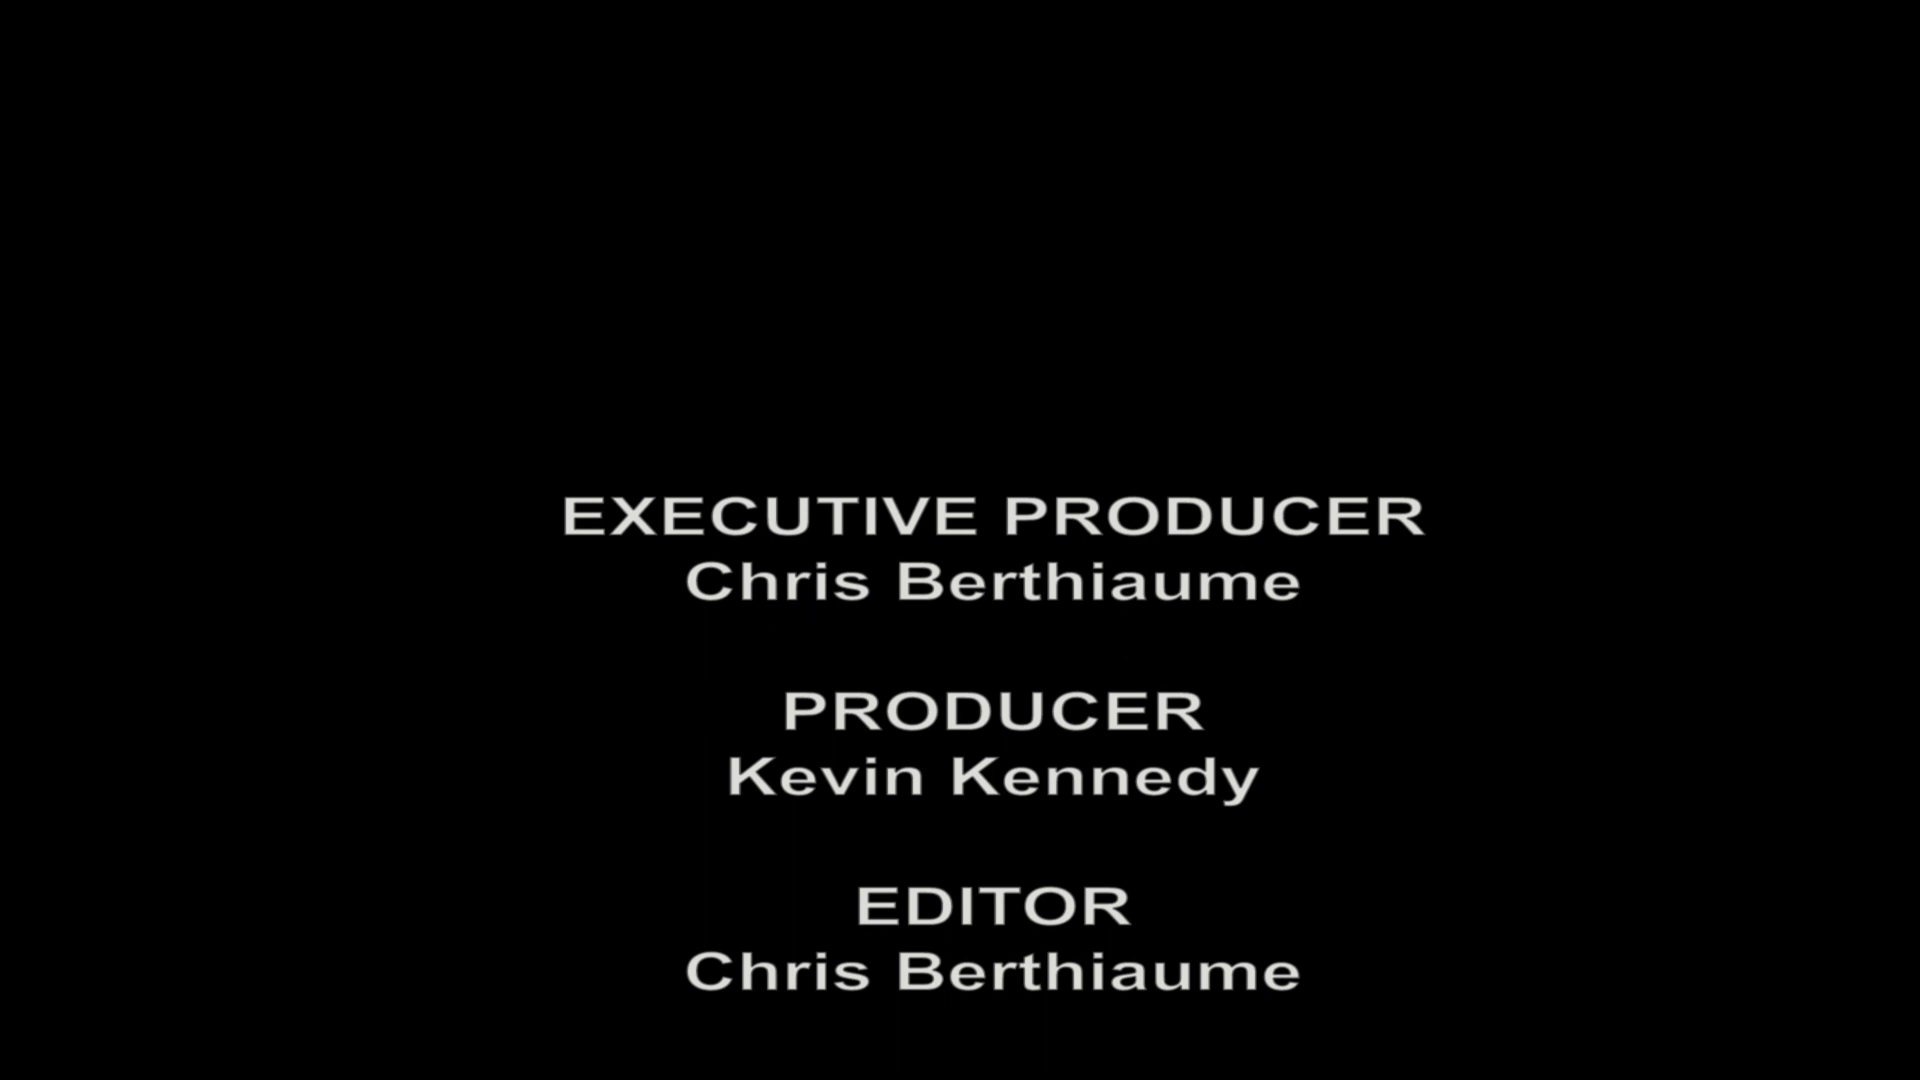 EXECUTIVE PRODUCER
Chris Berthiaume
PRODUCER
Kevin Kennedy
EDITOR
Chris Berthiaume